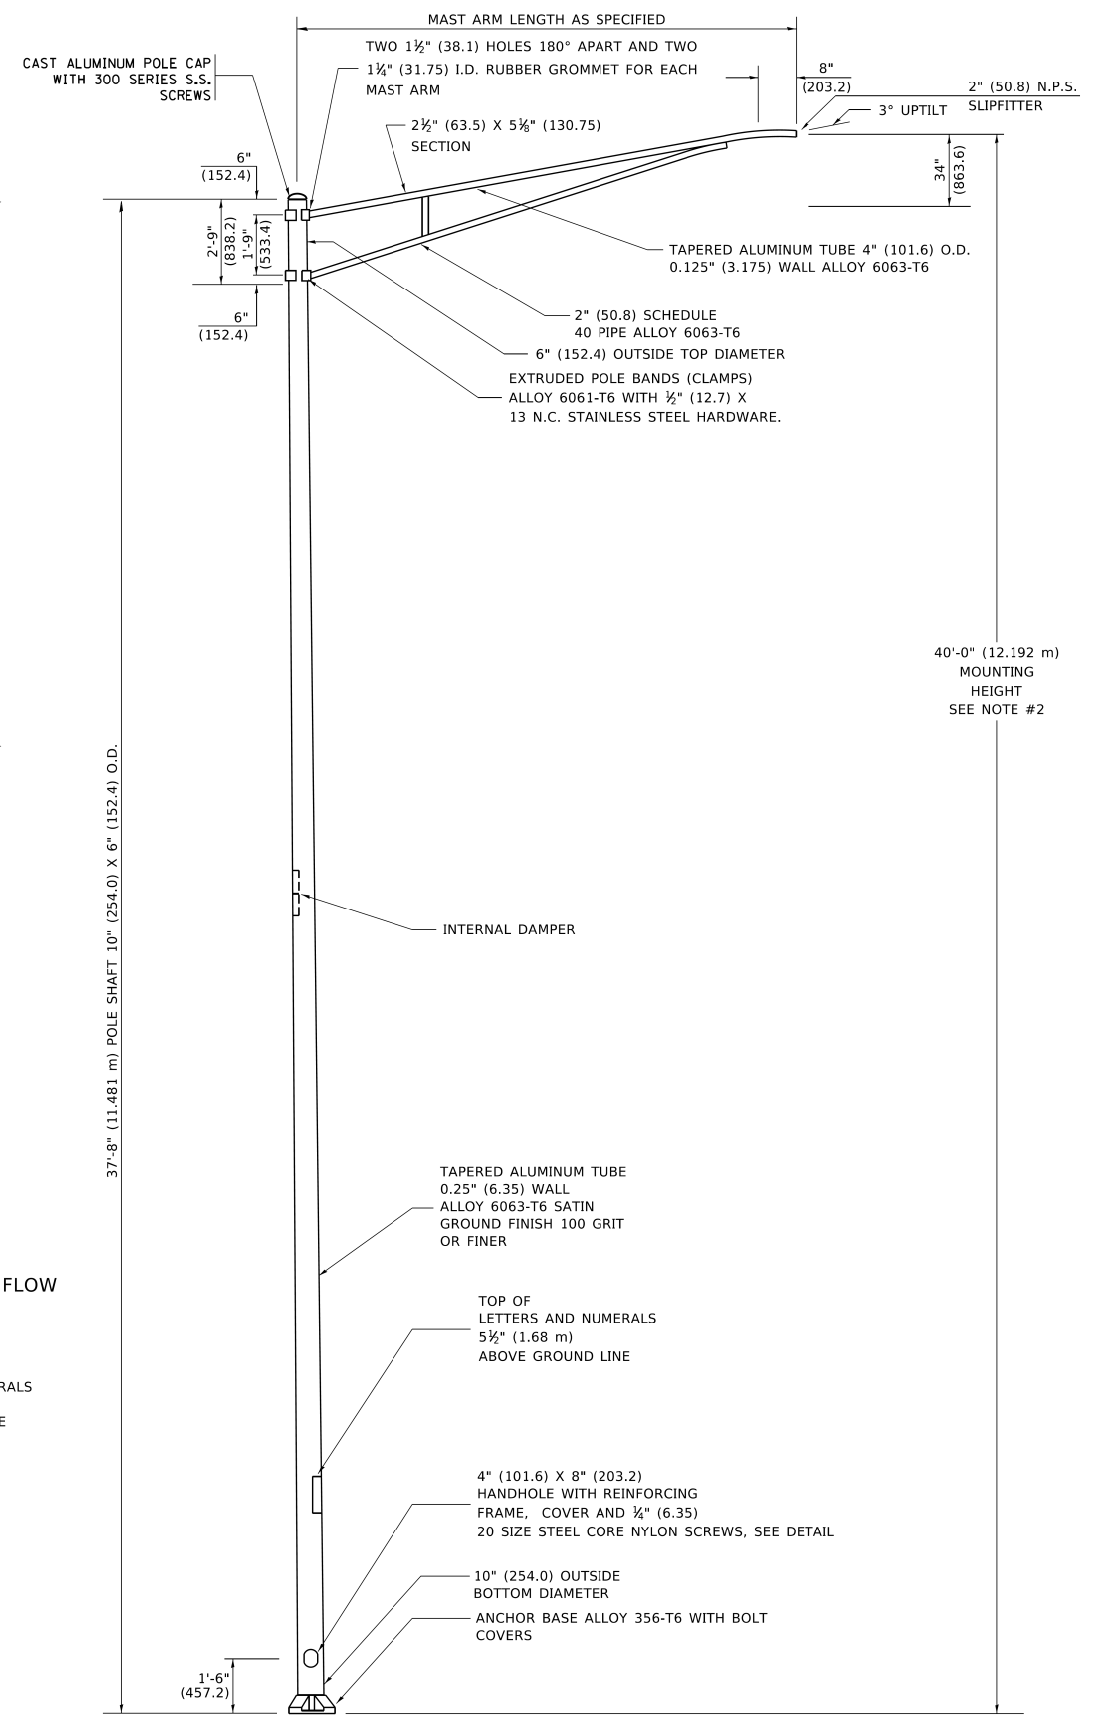 MAST ARM LENGTH AS SPECIFIED
CAST ALUMINUM POLE CAP
WITH 300 SERIES S.S.
SCREWS
TWO 1½" (38.1) HOLES 180° APART AND TWO
1¼" (31.75) I.D. RUBBER GROMMET FOR EACH
MAST ARM
8"
(203.2)
2" (50.8) N.P.S.
SLIPFITTER
3° UPTILT
2½" (63.5) X 5⅛" (130.75)
SECTION
6"
(152.4)
34"
(863.6)
2'-9"
(838.2)
1'-9"
(533.4)
TAPERED ALUMINUM TUBE 4" (101.6) O.D.
0.125" (3.175) WALL ALLOY 6063-T6
6"
(152.4)
2" (50.8) SCHEDULE
40 PIPE ALLOY 6063-T6
6" (152.4) OUTSIDE TOP DIAMETER
EXTRUDED POLE BANDS (CLAMPS)
ALLOY 6061-T6 WITH ½" (12.7) X
13 N.C. STAINLESS STEEL HARDWARE.
40'-0" (12.192 m)
MOUNTING
HEIGHT
SEE NOTE #2
37'-8" (11.481 m) POLE SHAFT 10" (254.0) X 6" (152.4) O.D.
INTERNAL DAMPER
TAPERED ALUMINUM TUBE
0.25" (6.35) WALL
ALLOY 6063-T6 SATIN
GROUND FINISH 100 GRIT
OR FINER
FLOW
TOP OF
LETTERS AND NUMERALS
5½" (1.68 m)
ABOVE GROUND LINE
RALS
E
4" (101.6) X 8" (203.2)
HANDHOLE WITH REINFORCING
FRAME, COVER AND ¼" (6.35)
20 SIZE STEEL CORE NYLON SCREWS, SEE DETAIL
10" (254.0) OUTSIDE
BOTTOM DIAMETER
ANCHOR BASE ALLOY 356-T6 WITH BOLT
COVERS
1'-6"
(457.2)